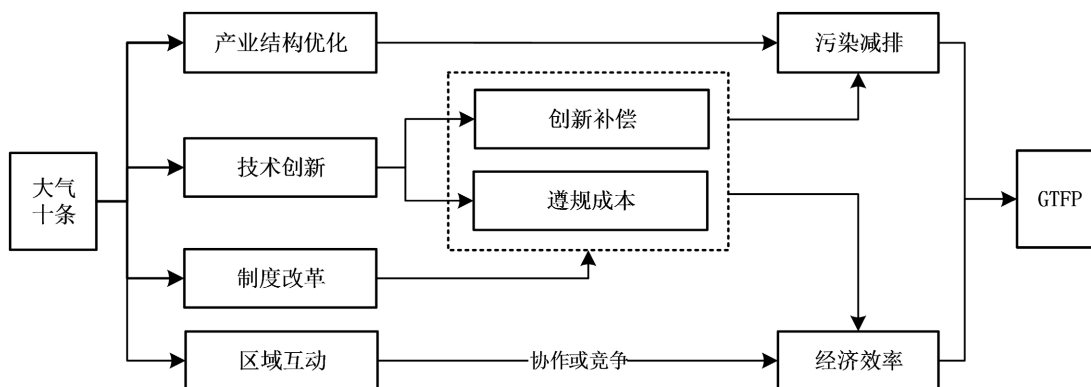 产业结构优化
污染减排
创新补偿
技术创新
大气
十条
遵规成本
GTFP
制度改革
区域互动
协作或竞争
经济效率